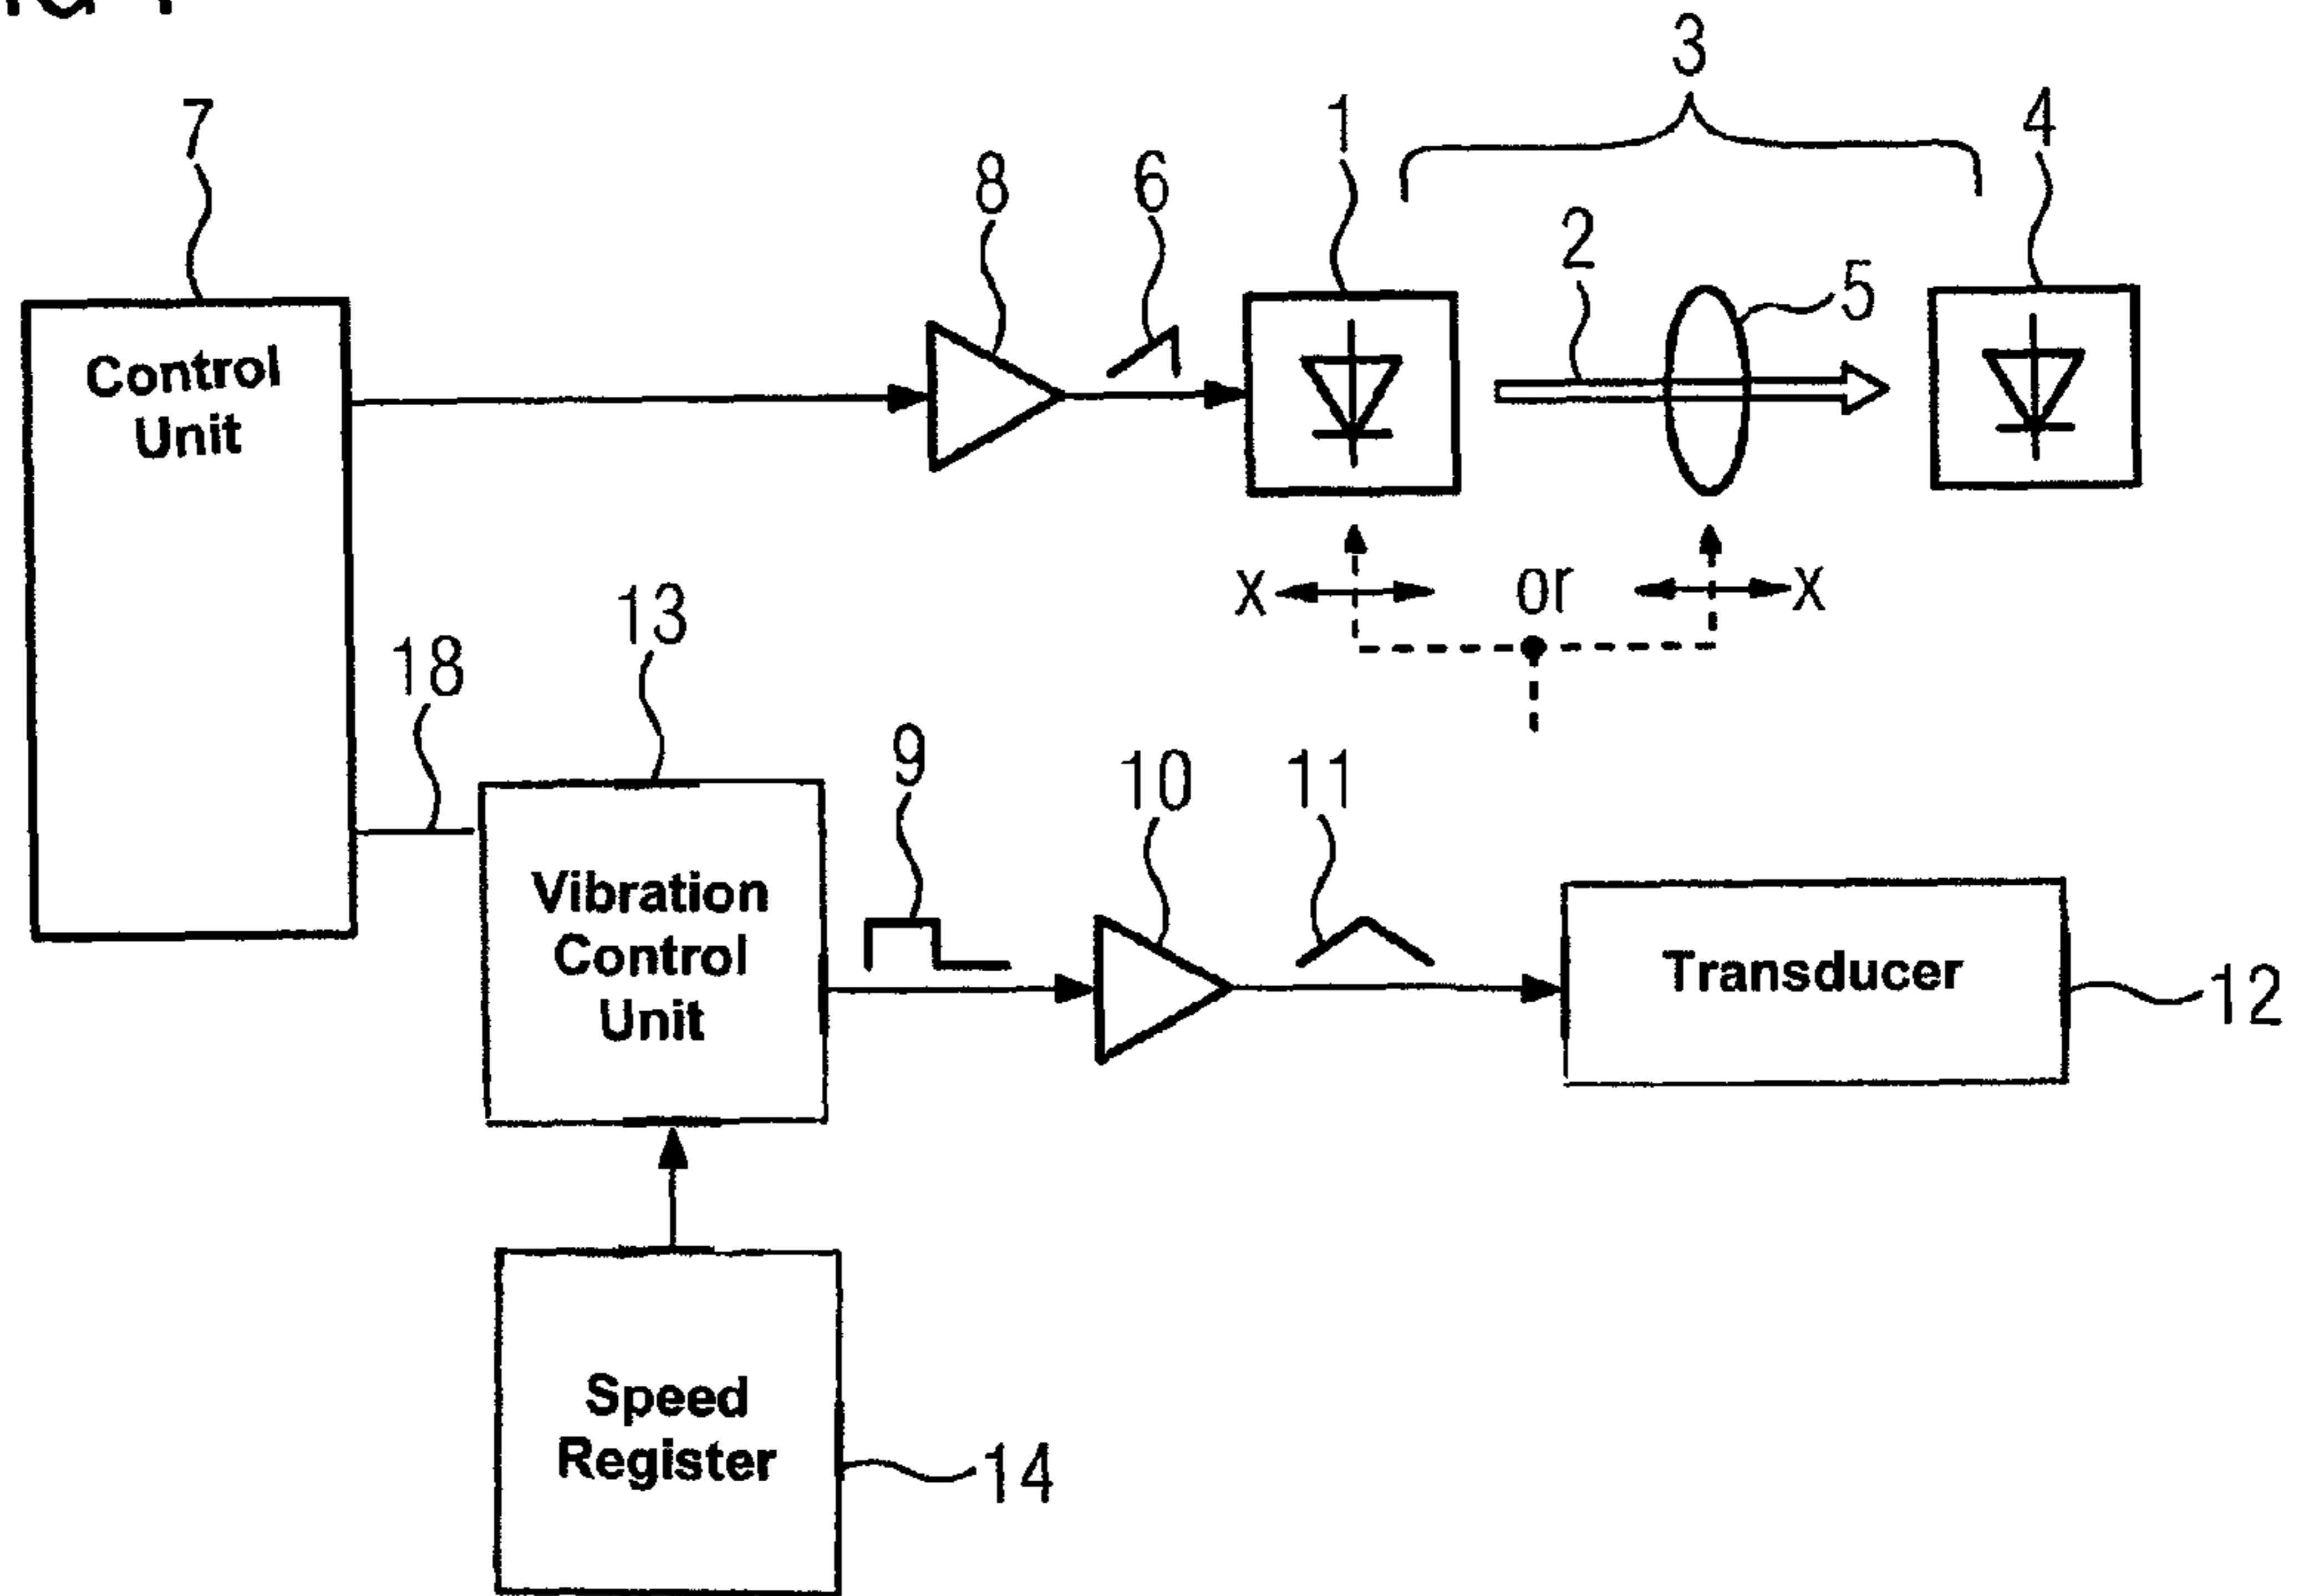 3
7
1
4
8
6
2
5
Control
Unit
x
or
x
13
18
9
10
11
Vibration
Control
Unit
Transducer
12
Speed
Register
14